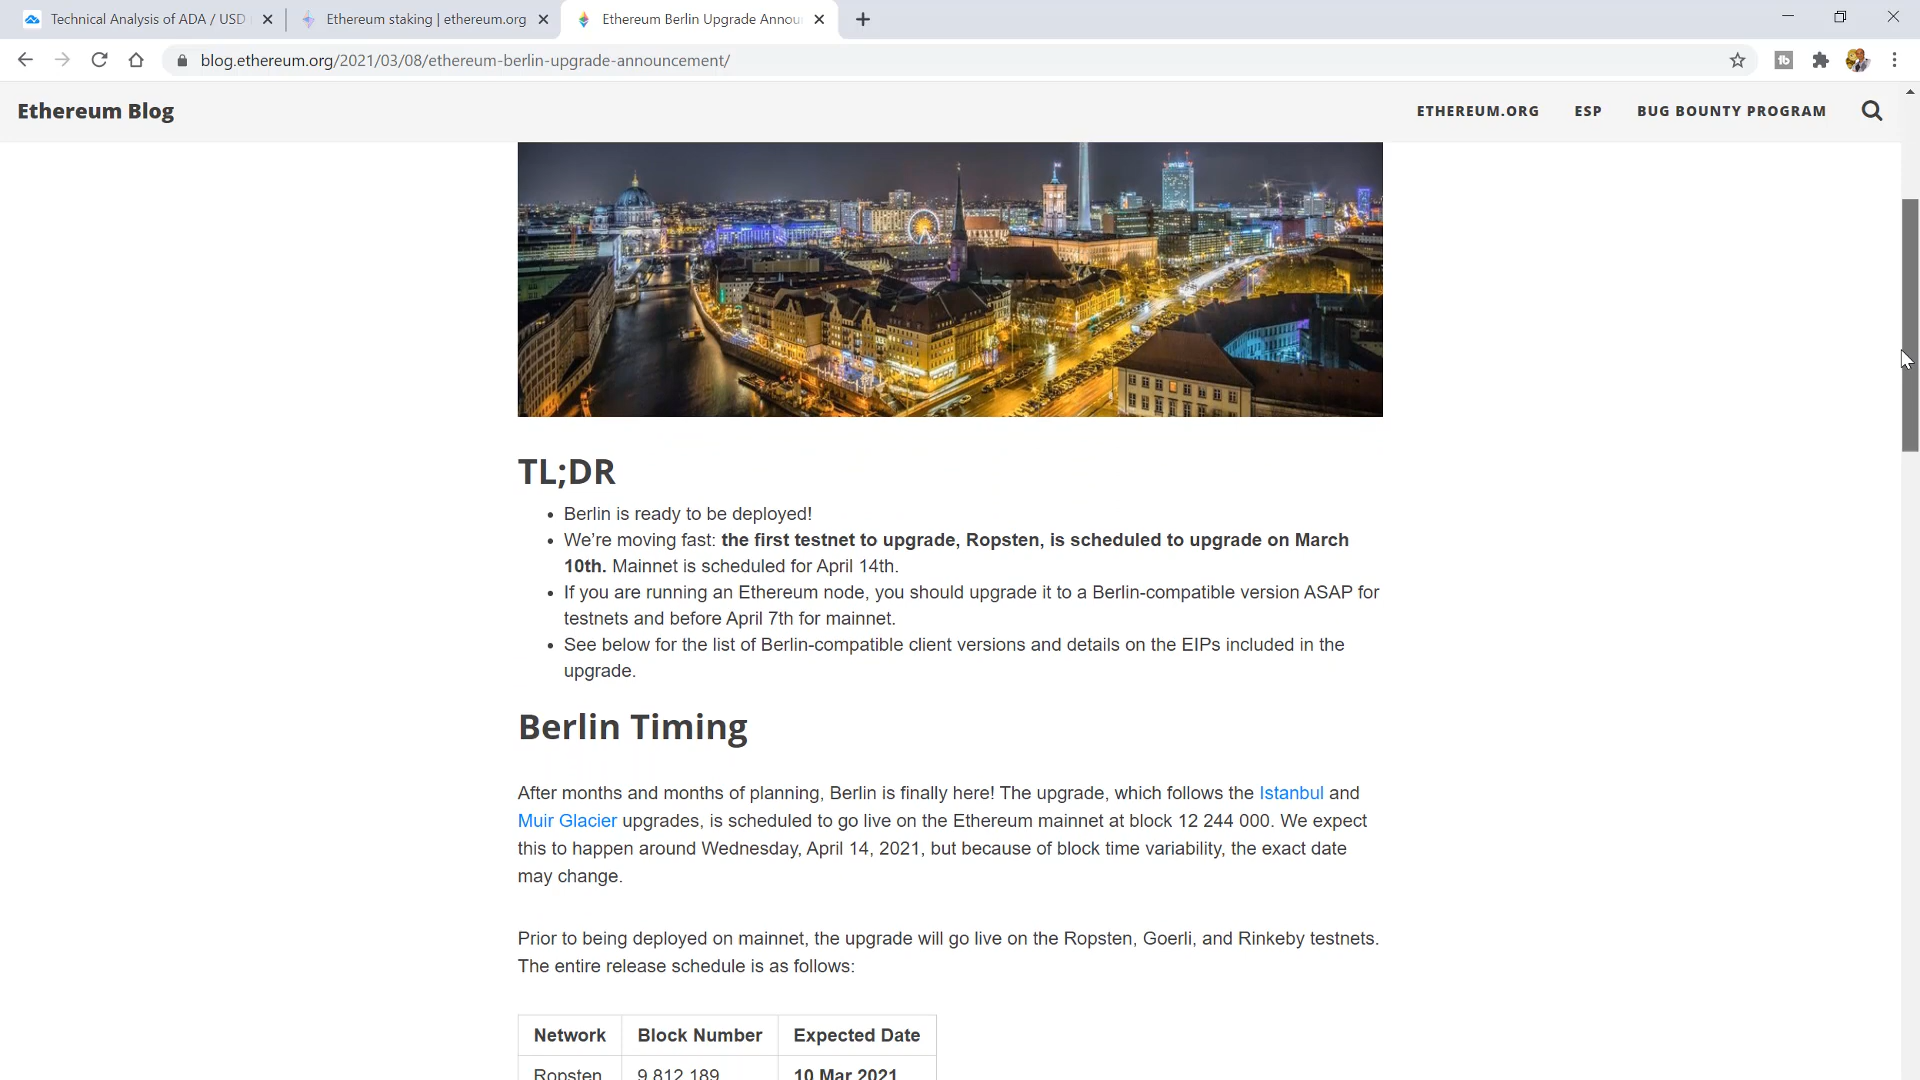 Technical Analysis of ADA / USD
Ethereum staking | ethereum.org
Ethereum Berlin Upgrade Annou
blog.ethereum.org/2021/03/08/ethereum-berlin-upgrade-announcement/
Ethereum Blog
ETHEREUM.ORG
ESP
BUG BOUNTY PROGRAM
TL;DR
• Berlin is ready to be deployed!
• We’re moving fast: the first testnet to upgrade, Ropsten, is scheduled to upgrade on March
10th. Mainnet is scheduled for April 14th.
• If you are running an Ethereum node, you should upgrade it to a Berlin-compatible version ASAP for
testnets and before April 7th for mainnet.
• See below for the list of Berlin-compatible client versions and details on the EIPs included in the
upgrade.
Berlin Timing
After months and months of planning, Berlin is finally here! The upgrade, which follows the Istanbul and
Muir Glacier upgrades, is scheduled to go live on the Ethereum mainnet at block 12 244 000. We expect
this to happen around Wednesday, April 14, 2021, but because of block time variability, the exact date
may change.
Prior to being deployed on mainnet, the upgrade will go live on the Ropsten, Goerli, and Rinkeby testnets.
The entire release schedule is as follows:
Network Block Number Expected Date
Ropsten 9 812 189 10 Mar 2021